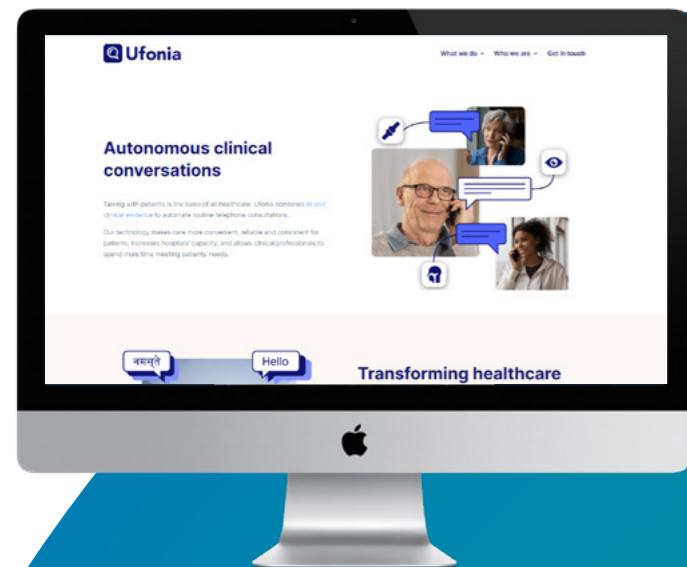 Ufonia
What we do Who we are Get in touch
Autonomous clinical
conversations
Talking with patients is the basis of all healthcare. Ufonia combines AI and
clinical evidence to automate routine telephone consultations.
Our technology makes care more convenient, reliable and consistent for
patients, increases hospitals' capacity, and allows clinical professionals to
spend more time meeting patients' needs.
नमस्ते
Hello
Transforming healthcare